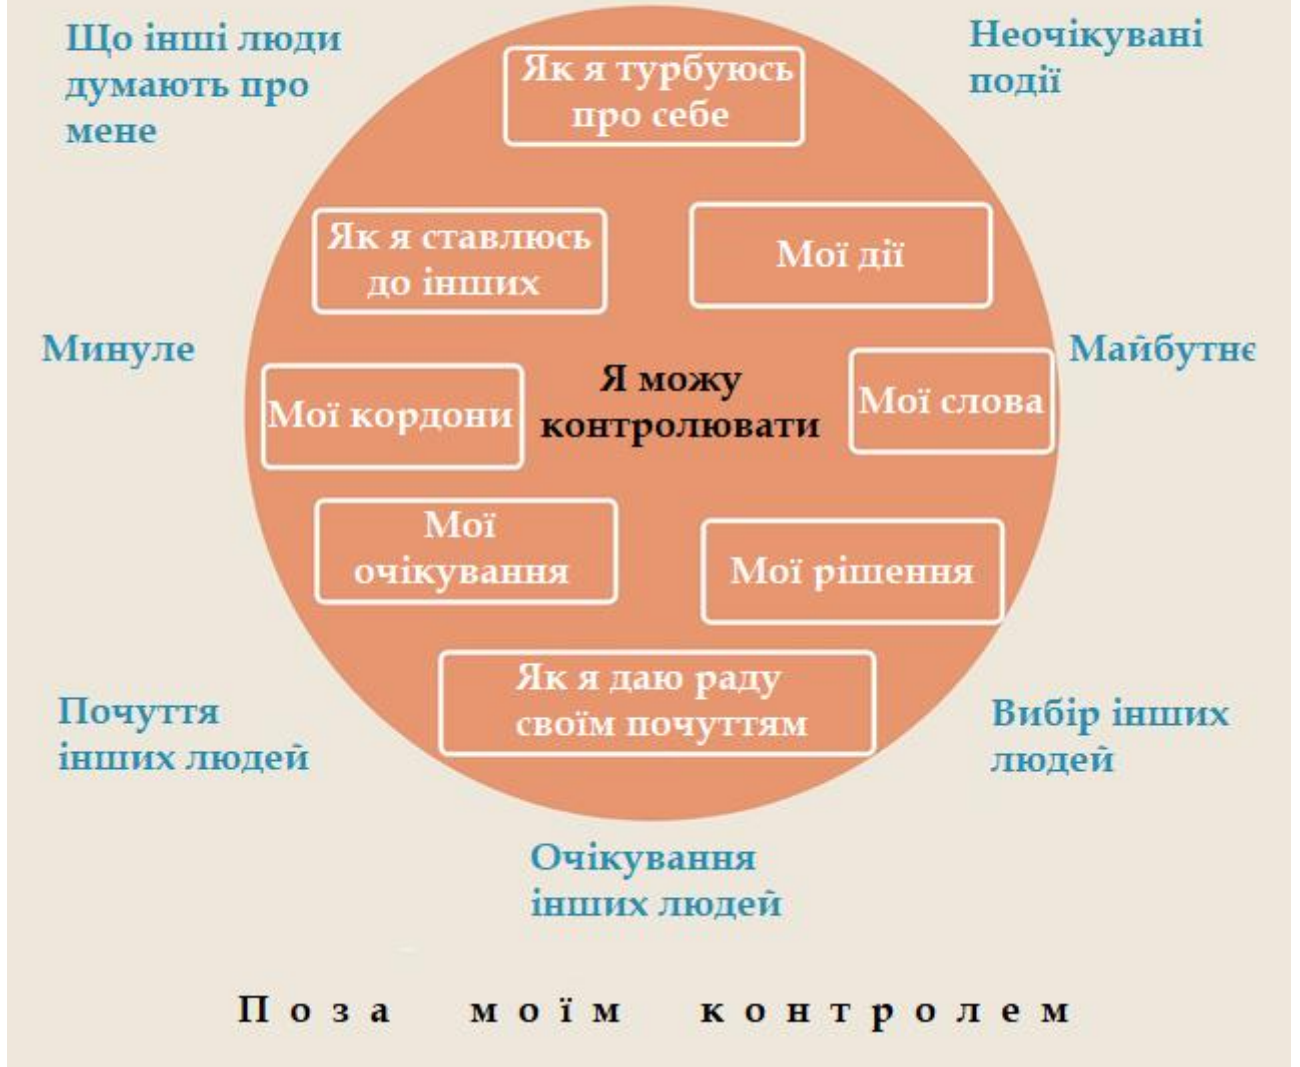 Що інші люди
думають про
мене
Неочікувані
події
Як я турбуюсь
про себе
Як я ставлюсь
до інших
Мої дії
Минуле
Майбутнє
Мої кордони
Я можу
контролювати
Мої слова
Мої
очікування
Мої рішення
Як я даю раду
своїм почуттям
Почуття
інших людей
Вибір інших
людей
Очікування
інших людей
Поза моїм контролем